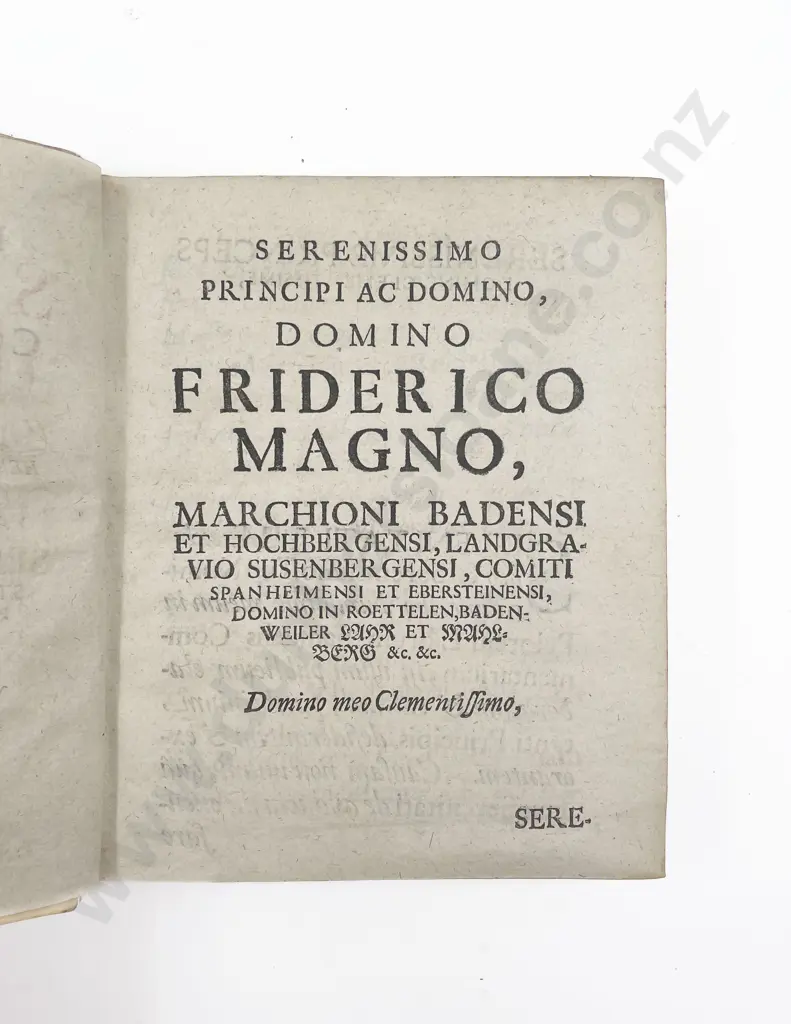 SERENISSIMO
PRINCIPI AC DOMINO,
DOMINO
FRIDERICO
MAGNO,
MARCHIONI BADENSI
ET HOCHBERGENSI, LANDGRA-
VIO SUSENBERGENSI, COMITI
SPANHEIMENSI ET EBERSTEINENSI,
DOMINO IN ROETTELEN, BADEN-
WEILER LAHR ET MAHL-
BERG &c. &c.
Domino meo Clementissimo,
SERE-